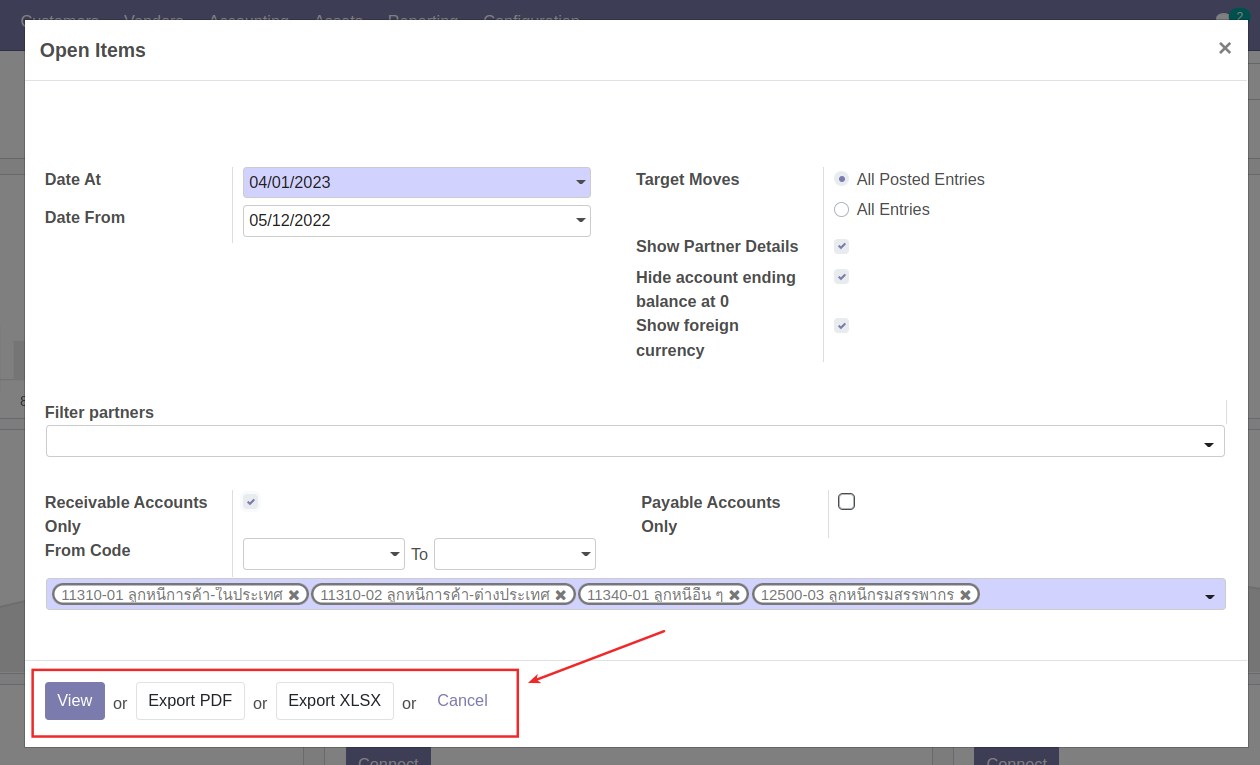 Customers Vendors Accounting Assets Reporting Configuration 2
Open Items ×
Date At 04/01/2023
Date From 05/12/2022
Target Moves All Posted Entries
All Entries
Show Partner Details
Hide account ending
balance at 0
Show foreign
currency
Filter partners
Receivable Accounts
Only
Payable Accounts
Only
From Code To
11310-01 ลูกหนี้การค้า-ในประเทศ 11310-02 ลูกหนี้การค้า-ต่างประเทศ 11340-01 ลูกหนี้อื่น ๆ 12500-03 ลูกหนี้กรมสรรพากร
View or Export PDF or Export XLSX or Cancel
Connect Connect